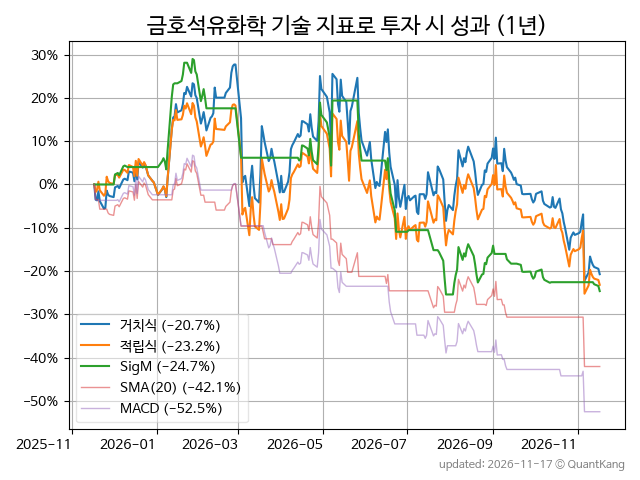 금호석유화학 기술 지표로 투자 시 성과 (1년)
30%
20%
10%
0%
−10%
−20%
−30%
−40%
−50%
거치식 (−20.7%)
적립식 (−23.2%)
SigM (−24.7%)
SMA(20) (−42.1%)
MACD (−52.5%)
2025-11 2026-01 2026-03 2026-05 2026-07 2026-09 2026-11
updated: 2026-11-17 © QuantKang